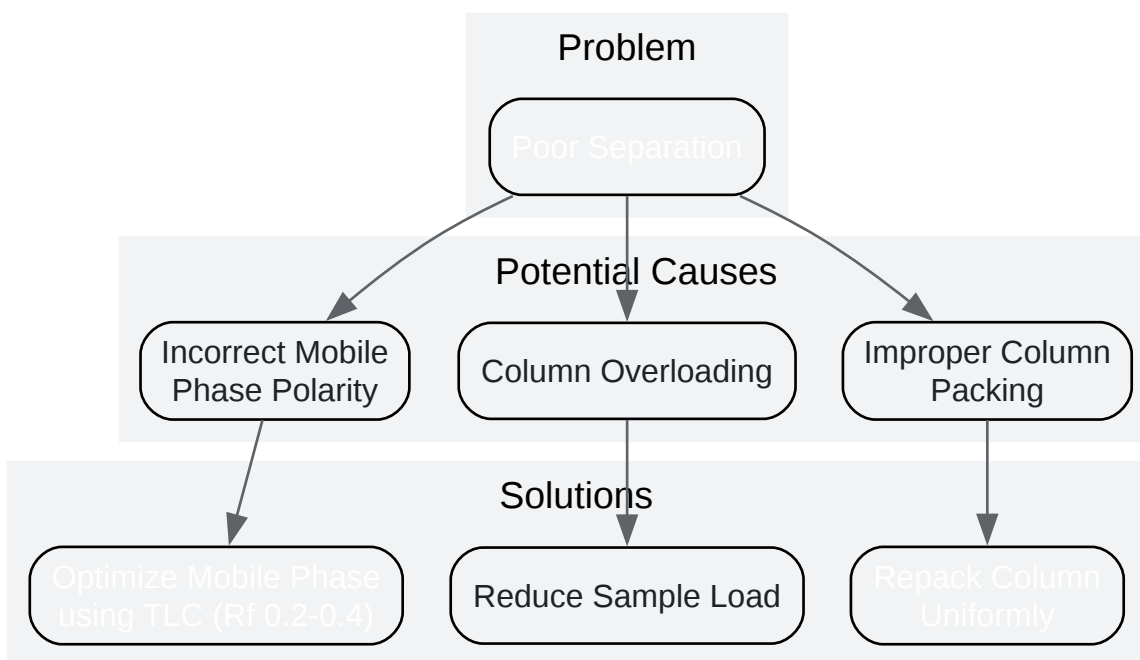 Problem
Poor Separation
Potential Causes
Incorrect Mobile
Phase Polarity
Column Overloading
Improper Column
Packing
Solutions
Optimize Mobile Phase
using TLC (Rf 0.2-0.4)
Reduce Sample Load
Repack Column
Uniformly